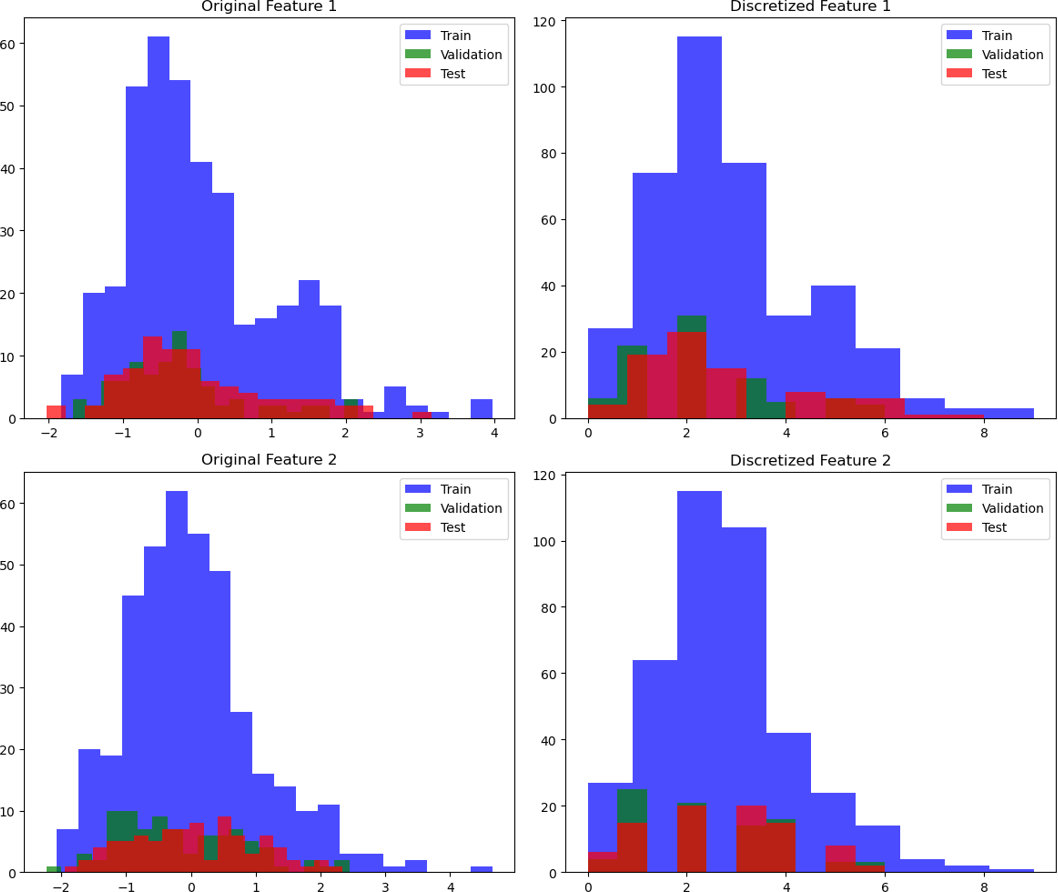 Original Feature 1
Discretized Feature 1
Train
Validation
Test
60
50
40
30
20
10
0
−2 −1 0 1 2 3 4
Train
Validation
Test
120
100
80
60
40
20
0
0 2 4 6 8
Original Feature 2
Discretized Feature 2
Train
Validation
Test
60
50
40
30
20
10
0
−2 −1 0 1 2 3 4
Train
Validation
Test
120
100
80
60
40
20
0
0 2 4 6 8